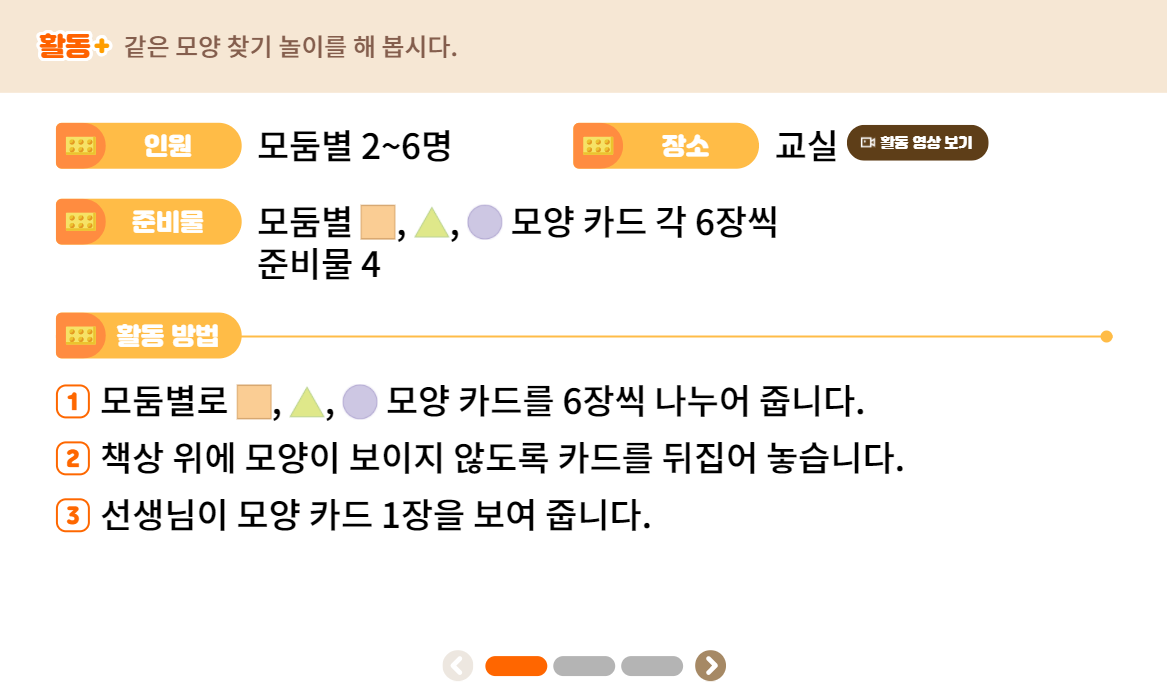 활동+ 같은 모양 찾기 놀이를 해 봅시다.
인원 모둠별 2~6명 장소 교실 활동 영상 보기
준비물 모둠별 , , 모양 카드 각 6장씩
준비물 4
활동 방법
1 모둠별로 , , 모양 카드를 6장씩 나누어 줍니다.
2 책상 위에 모양이 보이지 않도록 카드를 뒤집어 놓습니다.
3 선생님이 모양 카드 1장을 보여 줍니다.